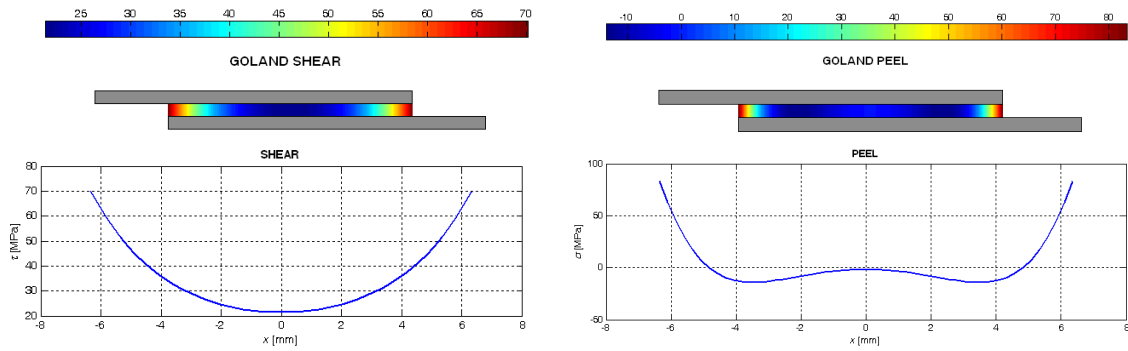 25 30 35 40 45 50 55 60 65 70
GOLAND SHEAR
SHEAR
80
70
60
50
40
30
20
τ [MPa]
-8 -6 -4 -2 0 2 4 6 8
x [mm]
-10 0 10 20 30 40 50 60 70 80
GOLAND PEEL
PEEL
100
50
0
-50
σ [MPa]
-8 -6 -4 -2 0 2 4 6 8
x [mm]